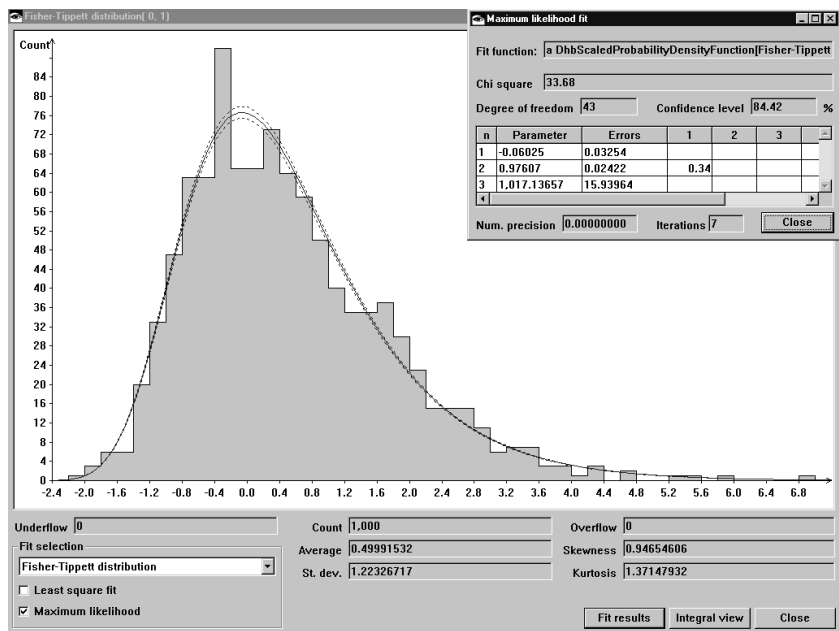 Fisher-Tippett distribution( 0, 1)
Count
84
80
76
72
68
64
60
56
52
48
44
40
36
32
28
24
20
16
12
8
4
0
-2.4 -2.0 -1.6 -1.2 -0.8 -0.4 0.0 0.4 0.8 1.2 1.6 2.0 2.4 2.8 3.2 3.6 4.0 4.4 4.8 5.2 5.6 6.0 6.4 6.8
Maximum likelihood fit
Fit function: a DhbScaledProbabilityDensityFunction[Fisher-Tippett
Chi square 33.68
Degree of freedom 43 Confidence level 84.42 %
n Parameter Errors 1 2 3
1 -0.06025 0.03254
2 0.97607 0.02422 0.34
3 1,017.13657 15.93964
Num. precision 0.00000000 Iterations 7 Close
Underflow 0 Count 1,000 Overflow 0
Fit selection
Average 0.49991532 Skewness 0.94654606
Fisher-Tippett distribution
St. dev. 1.22326717 Kurtosis 1.37147932
Least square fit
Maximum likelihood
Fit results Integral view Close